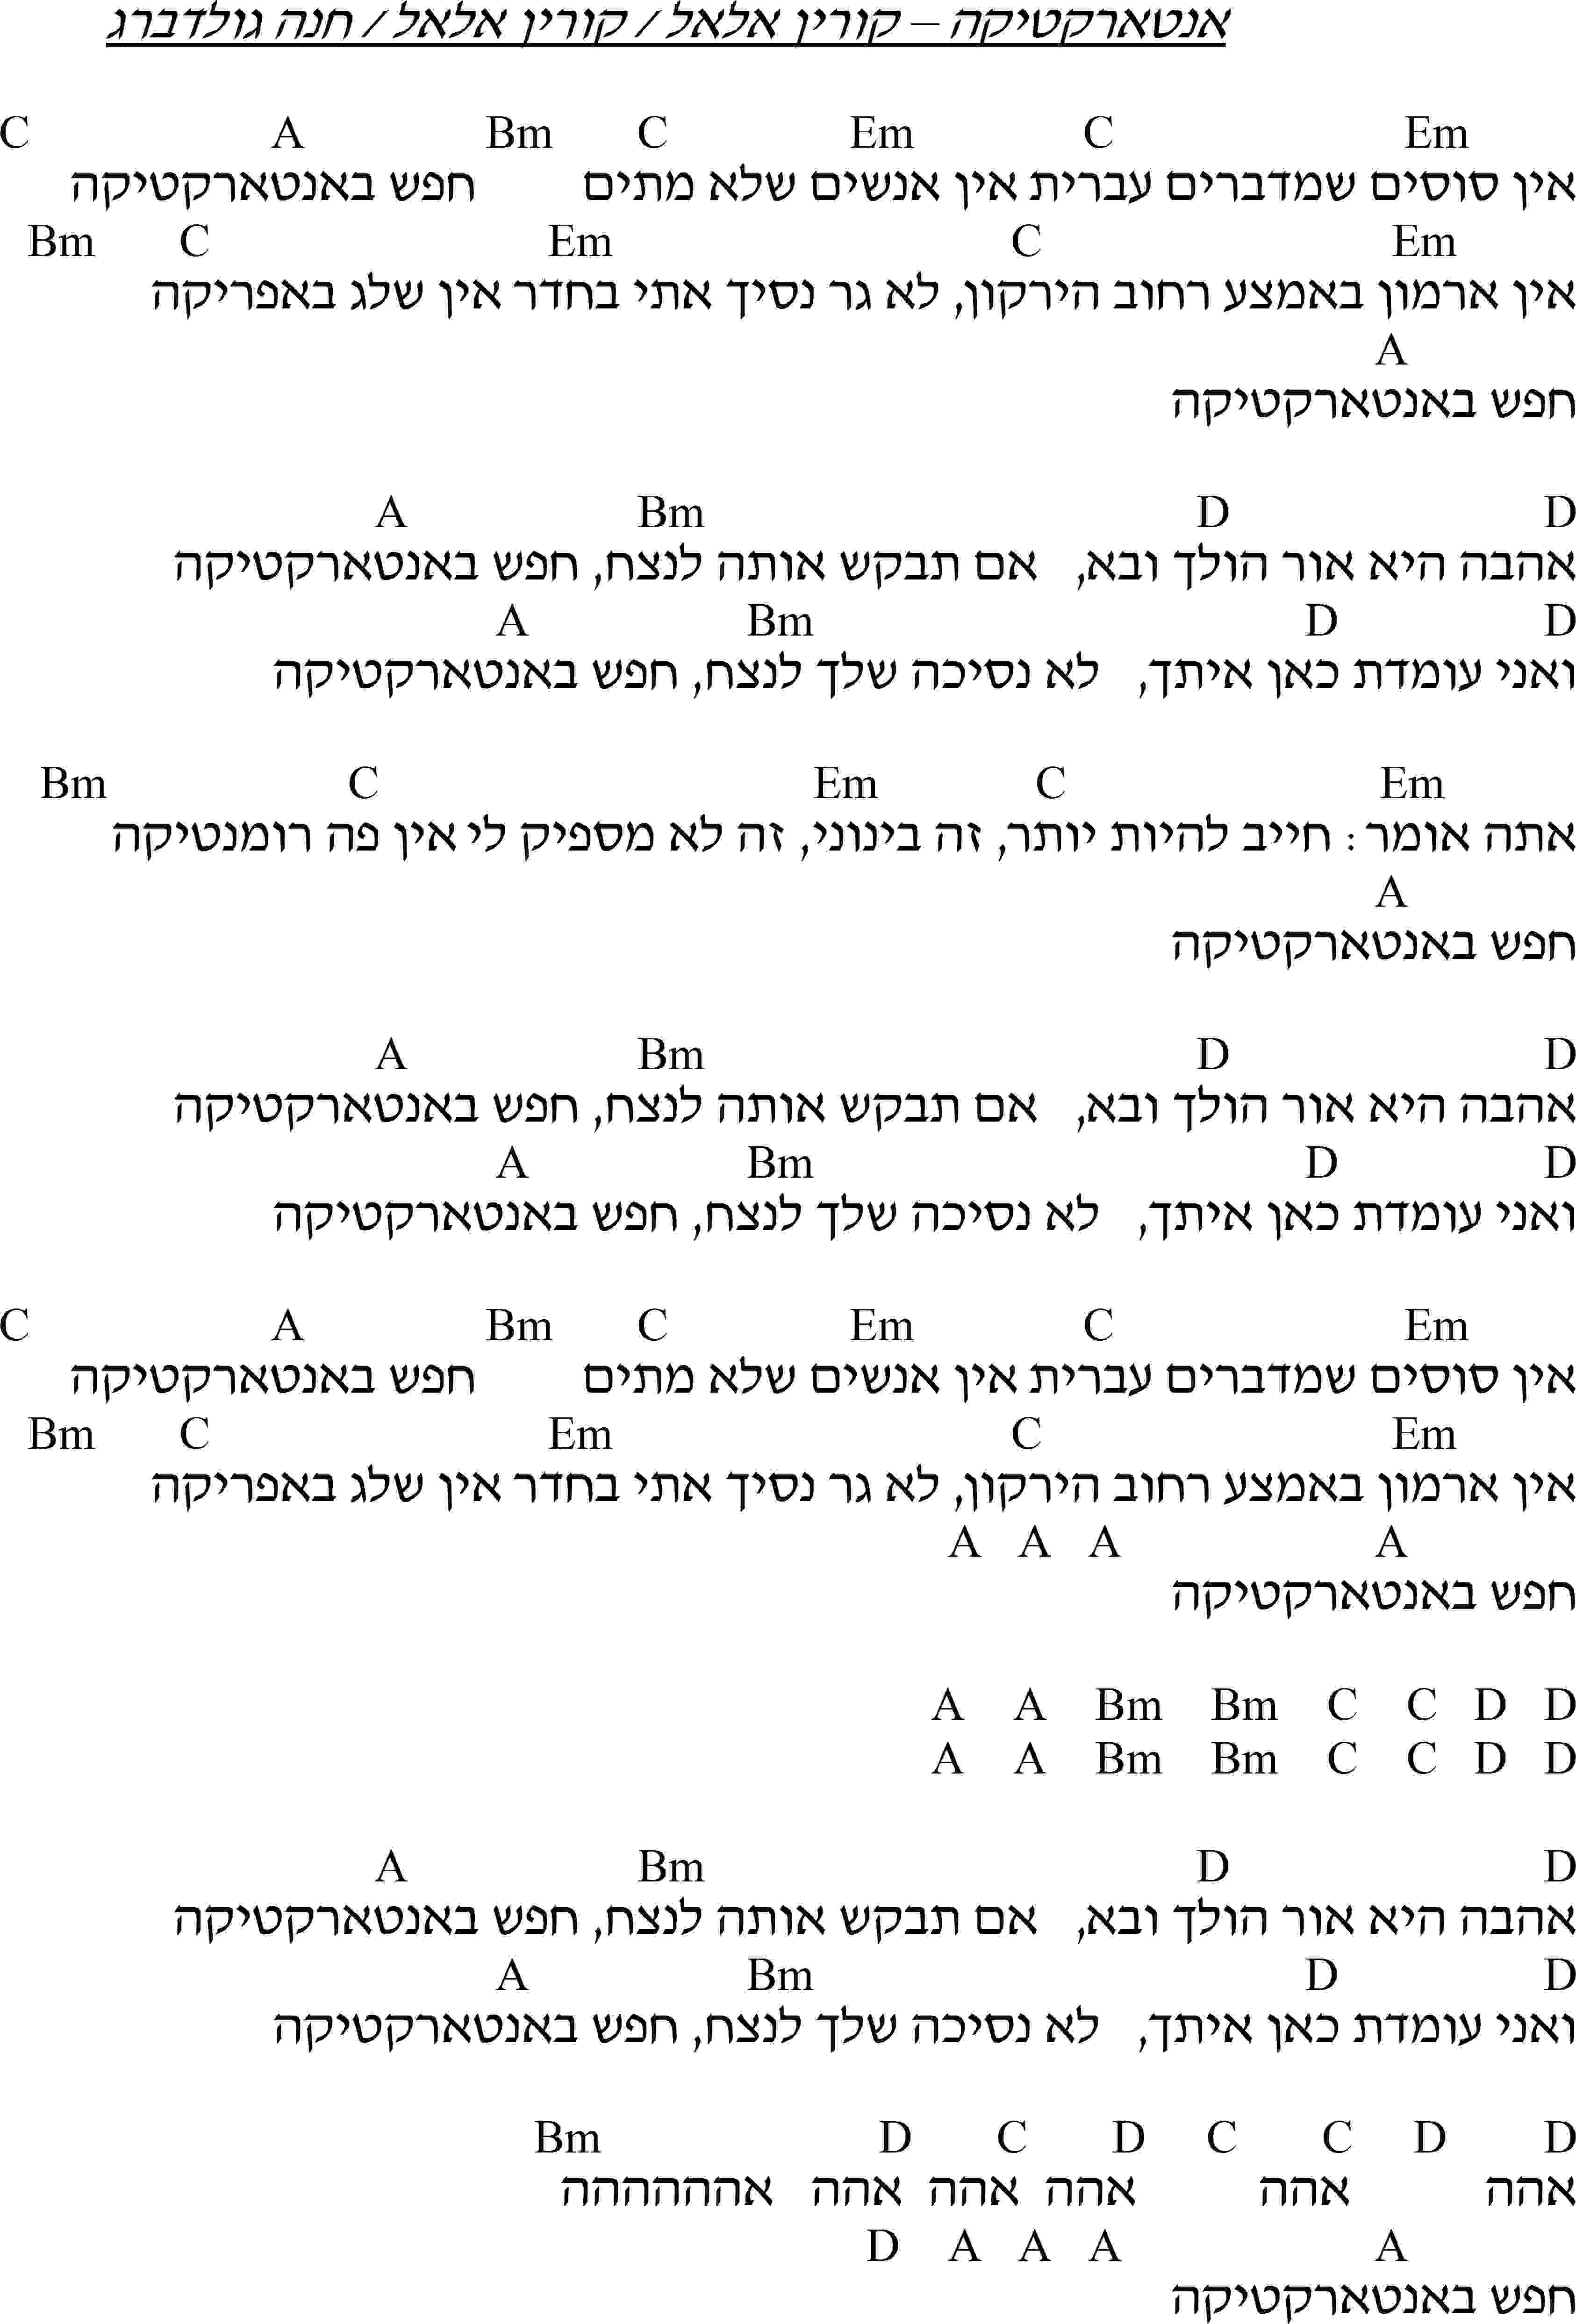 אנטארקטיקה – קורין אלאל / קורין אלאל / חנה גולדברג
C A Bm C Em C Em
אין סוסים שמדברים עברית אין אנשים שלא מתים חפש באנטארקטיקה
Bm C Em C Em
אין ארמון באמצע רחוב הירקון, לא גר נסיך אתי בחדר אין שלג באפריקה
A
חפש באנטארקטיקה
A Bm D D
אהבה היא אור הולך ובא, אם תבקש אותה לנצח, חפש באנטארקטיקה
A Bm D D
ואני עומדת כאן איתך, לא נסיכה שלך לנצח, חפש באנטארקטיקה
Bm C Em C Em
אתה אומר: חייב להיות יותר, זה בינוני, זה לא מספיק לי אין פה רומנטיקה
A
חפש באנטארקטיקה
A Bm D D
אהבה היא אור הולך ובא, אם תבקש אותה לנצח, חפש באנטארקטיקה
A Bm D D
ואני עומדת כאן איתך, לא נסיכה שלך לנצח, חפש באנטארקטיקה
C A Bm C Em C Em
אין סוסים שמדברים עברית אין אנשים שלא מתים חפש באנטארקטיקה
Bm C Em C Em
אין ארמון באמצע רחוב הירקון, לא גר נסיך אתי בחדר אין שלג באפריקה
A A A A
חפש באנטארקטיקה
A A Bm Bm C C D D
A A Bm Bm C C D D
A Bm D D
אהבה היא אור הולך ובא, אם תבקש אותה לנצח, חפש באנטארקטיקה
A Bm D D
ואני עומדת כאן איתך, לא נסיכה שלך לנצח, חפש באנטארקטיקה
Bm D C D C C D D
אהה אהה אהה אהה אהה אההההההה
D A A A A
חפש באנטארקטיקה